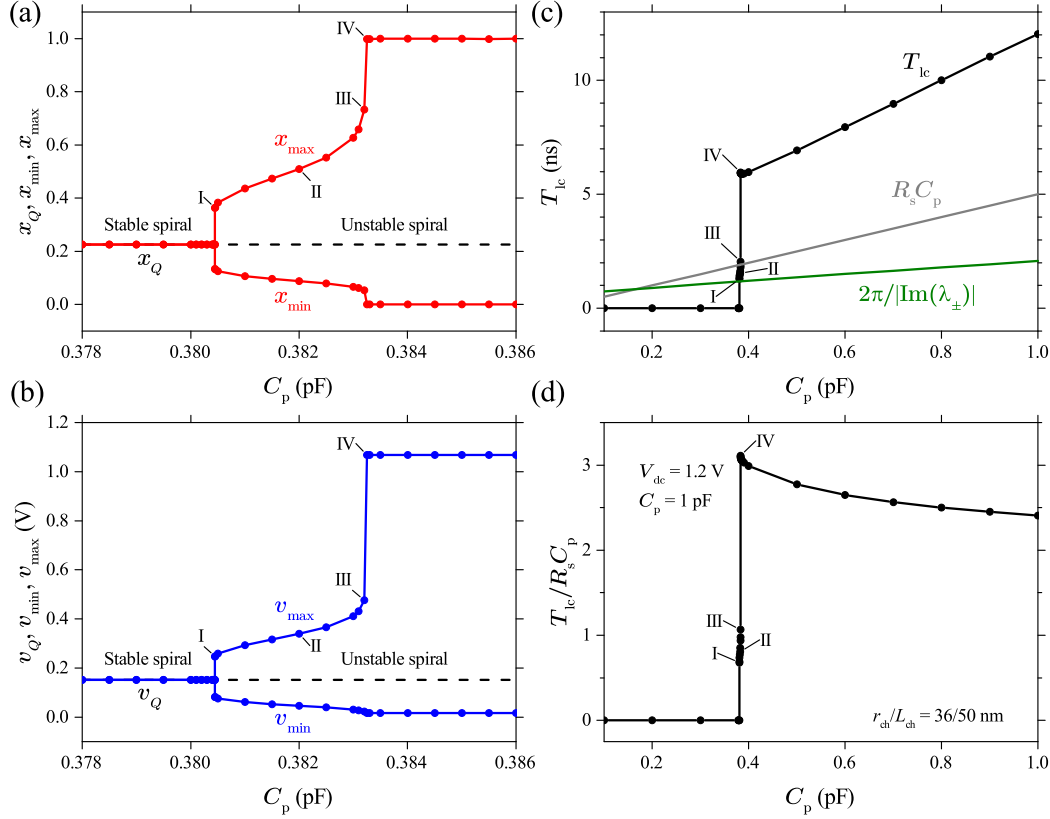 (a)
x_Q, x_min, x_max
1.0
0.8
0.6
0.4
0.2
0.0
IV
III
x_max
I
II
Stable spiral
Unstable spiral
x_Q
x_min
0.378
0.380
0.382
0.384
0.386
C_p (pF)
(b)
v_Q, v_min, v_max (V)
1.2
1.0
0.8
0.6
0.4
0.2
0.0
IV
III
v_max
I
II
Stable spiral
Unstable spiral
v_Q
v_min
0.378
0.380
0.382
0.384
0.386
C_p (pF)
(c)
T_lc (ns)
10
5
0
T_lc
IV
R_sC_p
III
II
I
2π/|Im(λ_±)|
0.2
0.4
0.6
0.8
1.0
C_p (pF)
(d)
T_lc/R_sC_p
3
2
1
0
IV
V_dc = 1.2 V
C_p = 1 pF
III
II
I
r_ch/L_ch = 36/50 nm
0.2
0.4
0.6
0.8
1.0
C_p (pF)